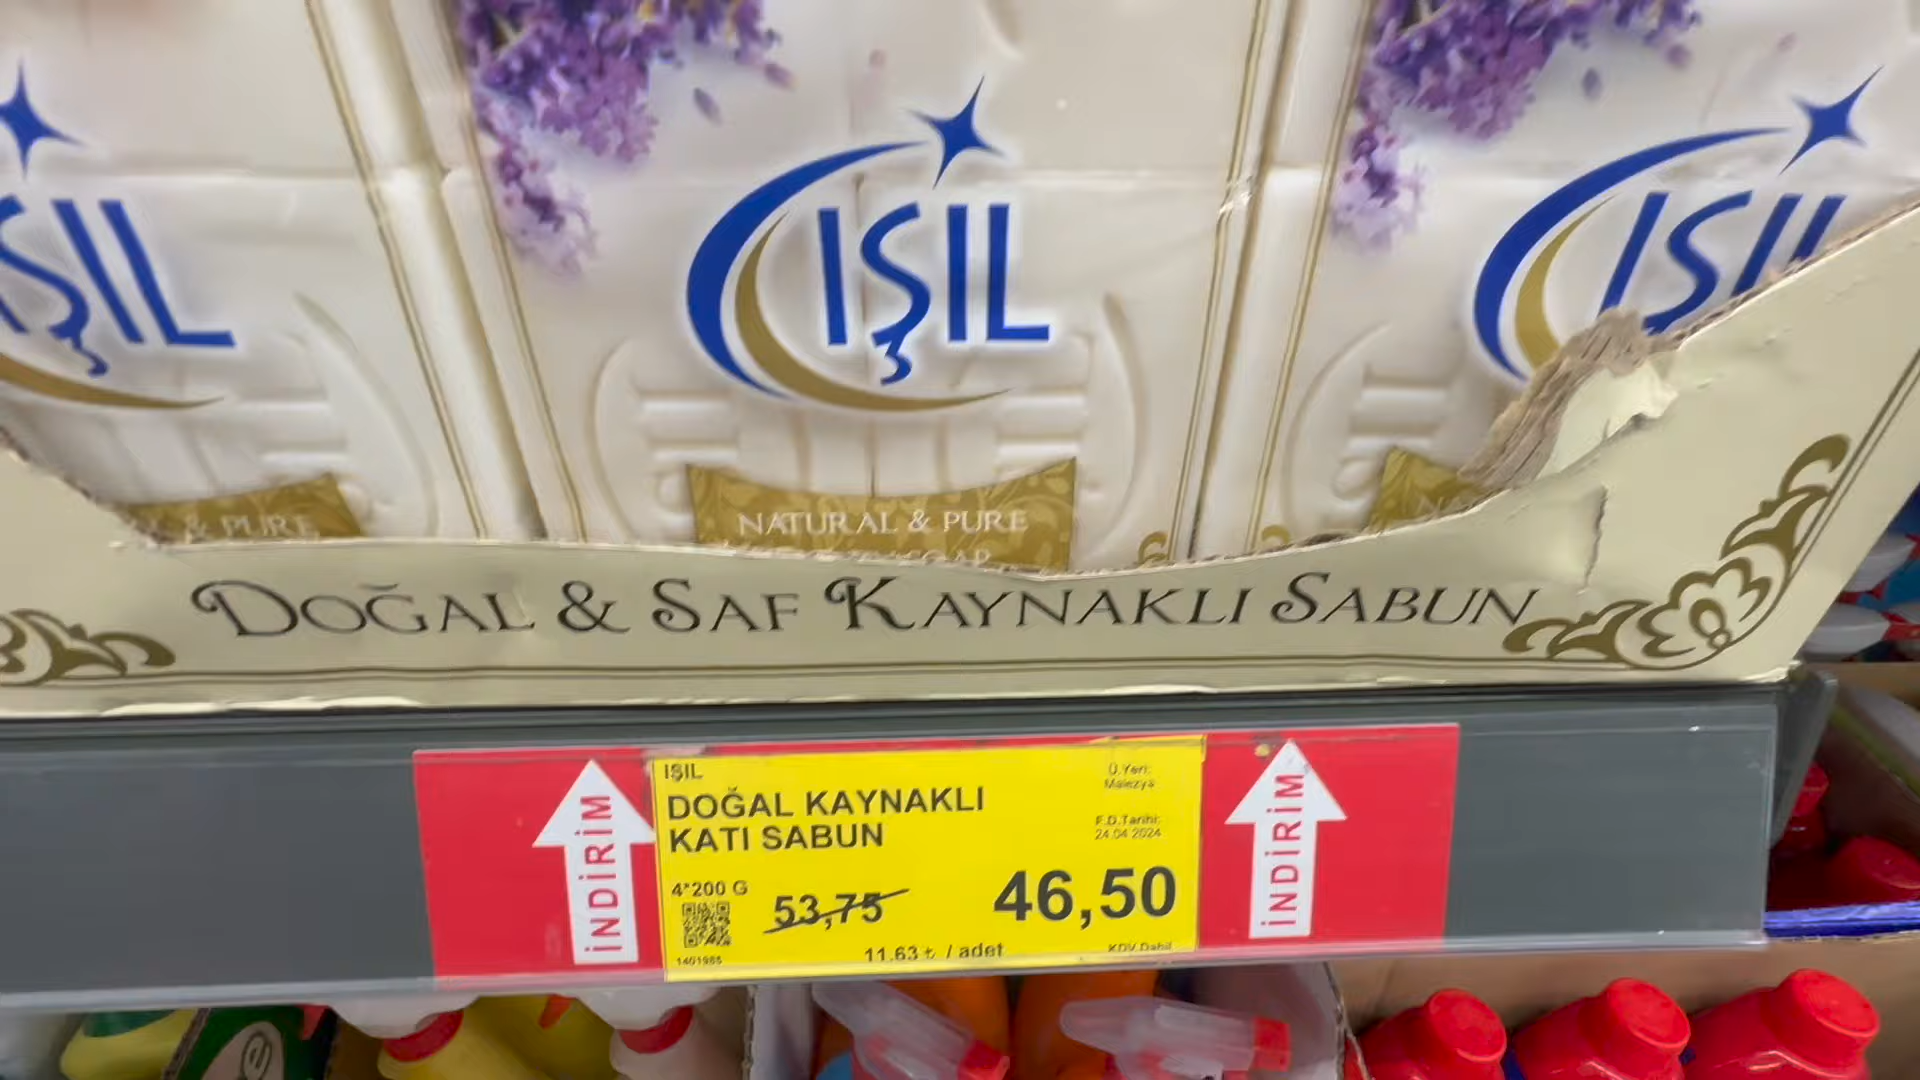 IŞIL
IŞIL
IŞIL
& PURE
NATURAL & PURE
DOĞAL & SAF KAYNAKLI SABUN
İNDİRİM
IŞIL
DOĞAL KAYNAKLI
KATI SABUN
4*200 G
53,75
46,50
11.63 ₺ / adet
KDV Dahil
1401985
Ü.Yeri:
Malezya
F.D.Tarihi:
24.04.2024
İNDİRİM